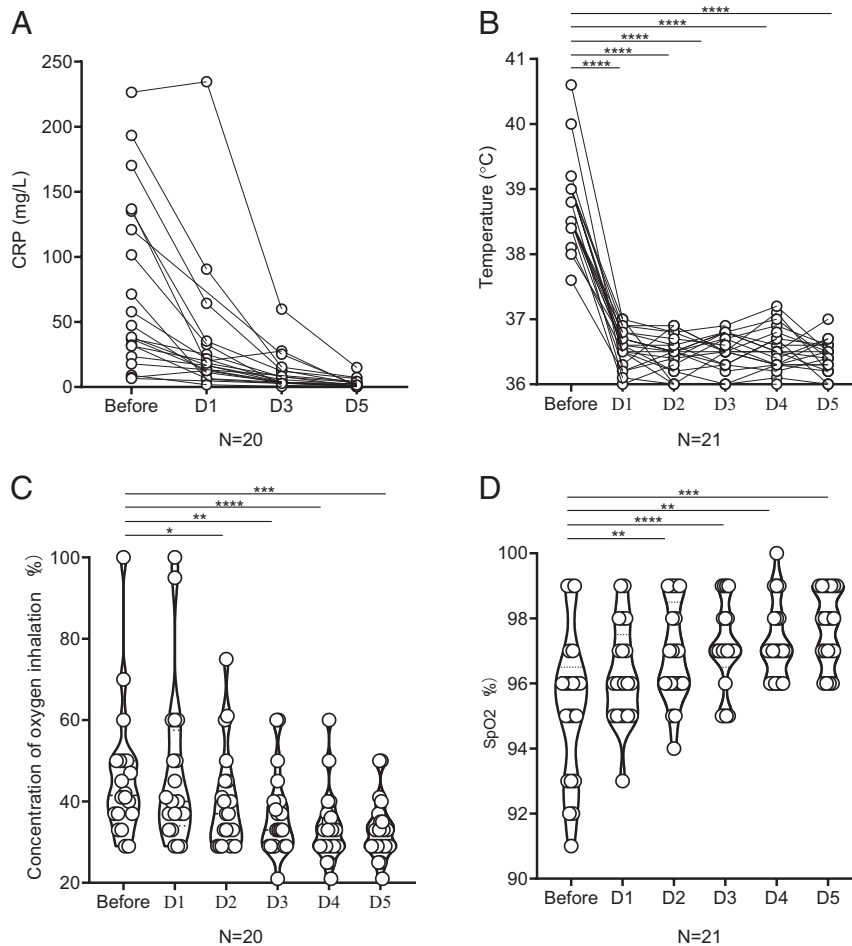 A
CRP (mg/L)
250
200
150
100
50
0
Before D1 D3 D5
N=20
B
****
****
****
****
****
Temperature (°C)
41
40
39
38
37
36
Before D1 D2 D3 D4 D5
N=21
C
***
****
**
*
Concentration of oxygen inhalation %)
100
80
60
40
20
Before D1 D2 D3 D4 D5
N=20
D
***
**
****
**
SpO2 %)
100
98
96
94
92
90
Before D1 D2 D3 D4 D5
N=21